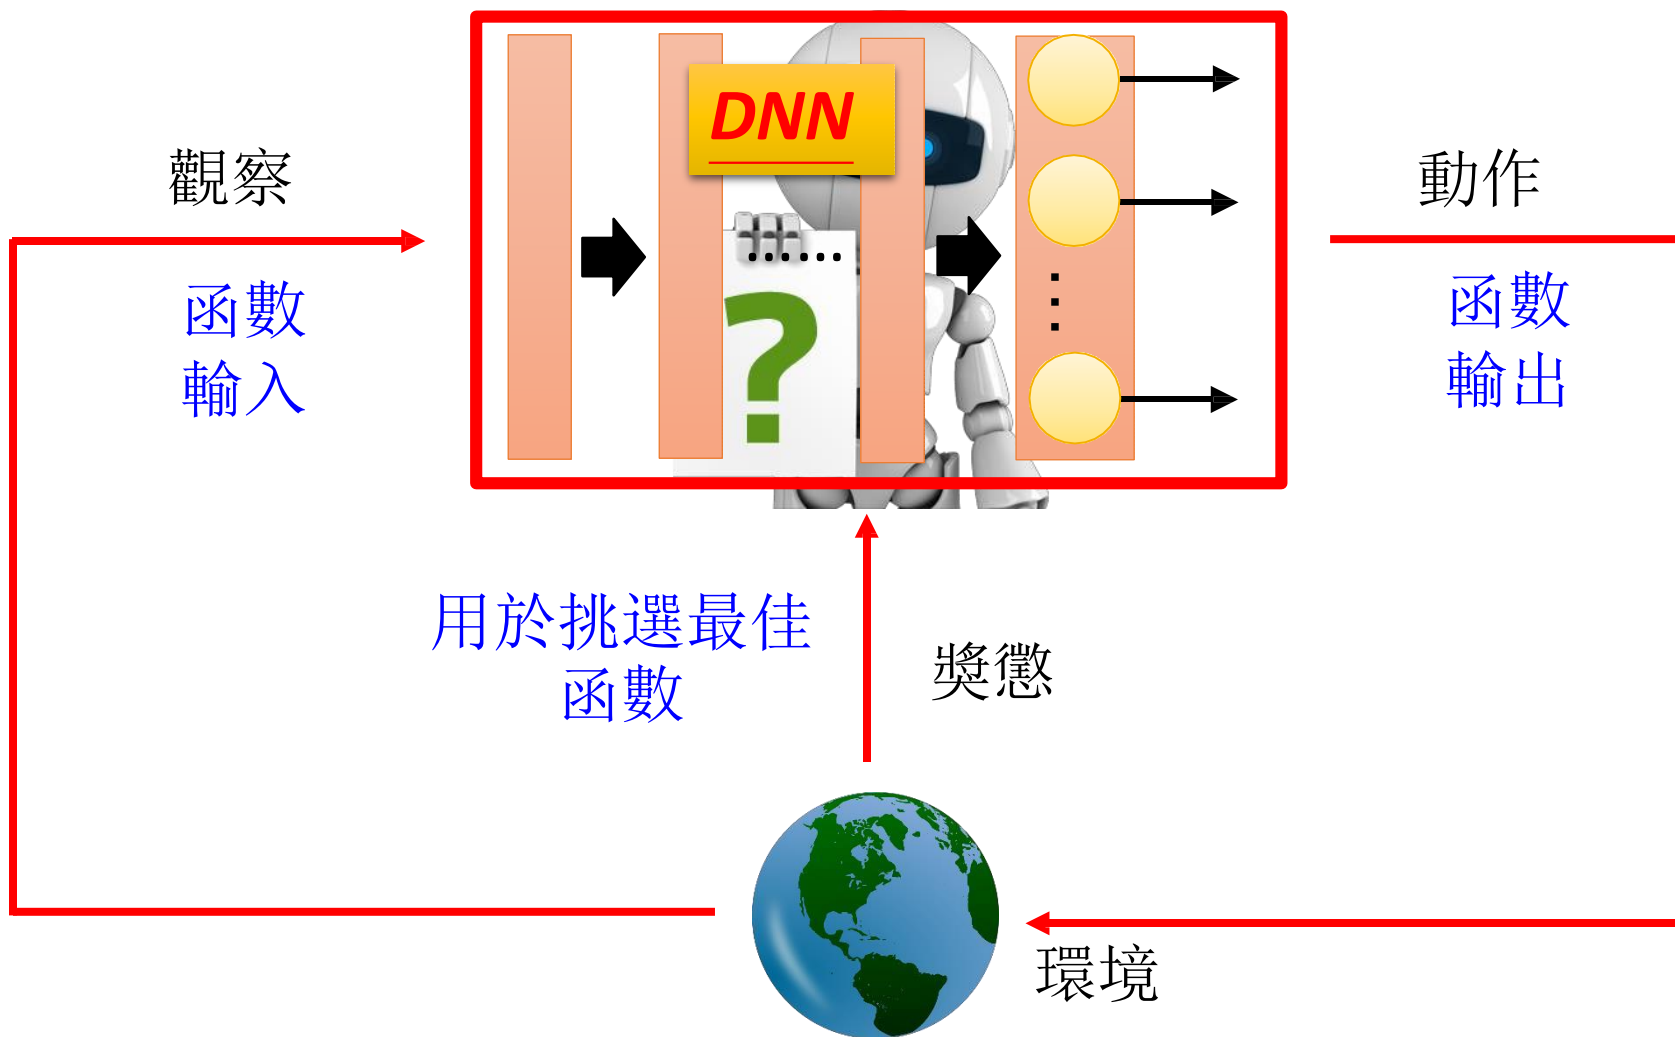 DNN
觀察
函數
輸入
......
動作
函數
輸出
用於挑選最佳
函數
獎懲
環境
?